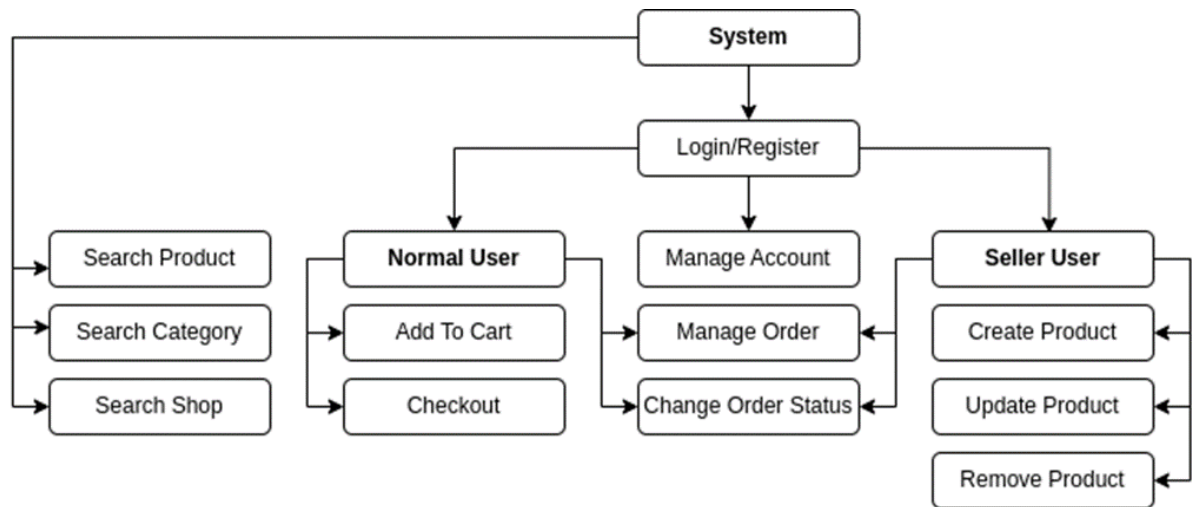 System
Login/Register
Search Product
Normal User
Manage Account
Seller User
Search Category
Add To Cart
Manage Order
Create Product
Search Shop
Checkout
Change Order Status
Update Product
Remove Product